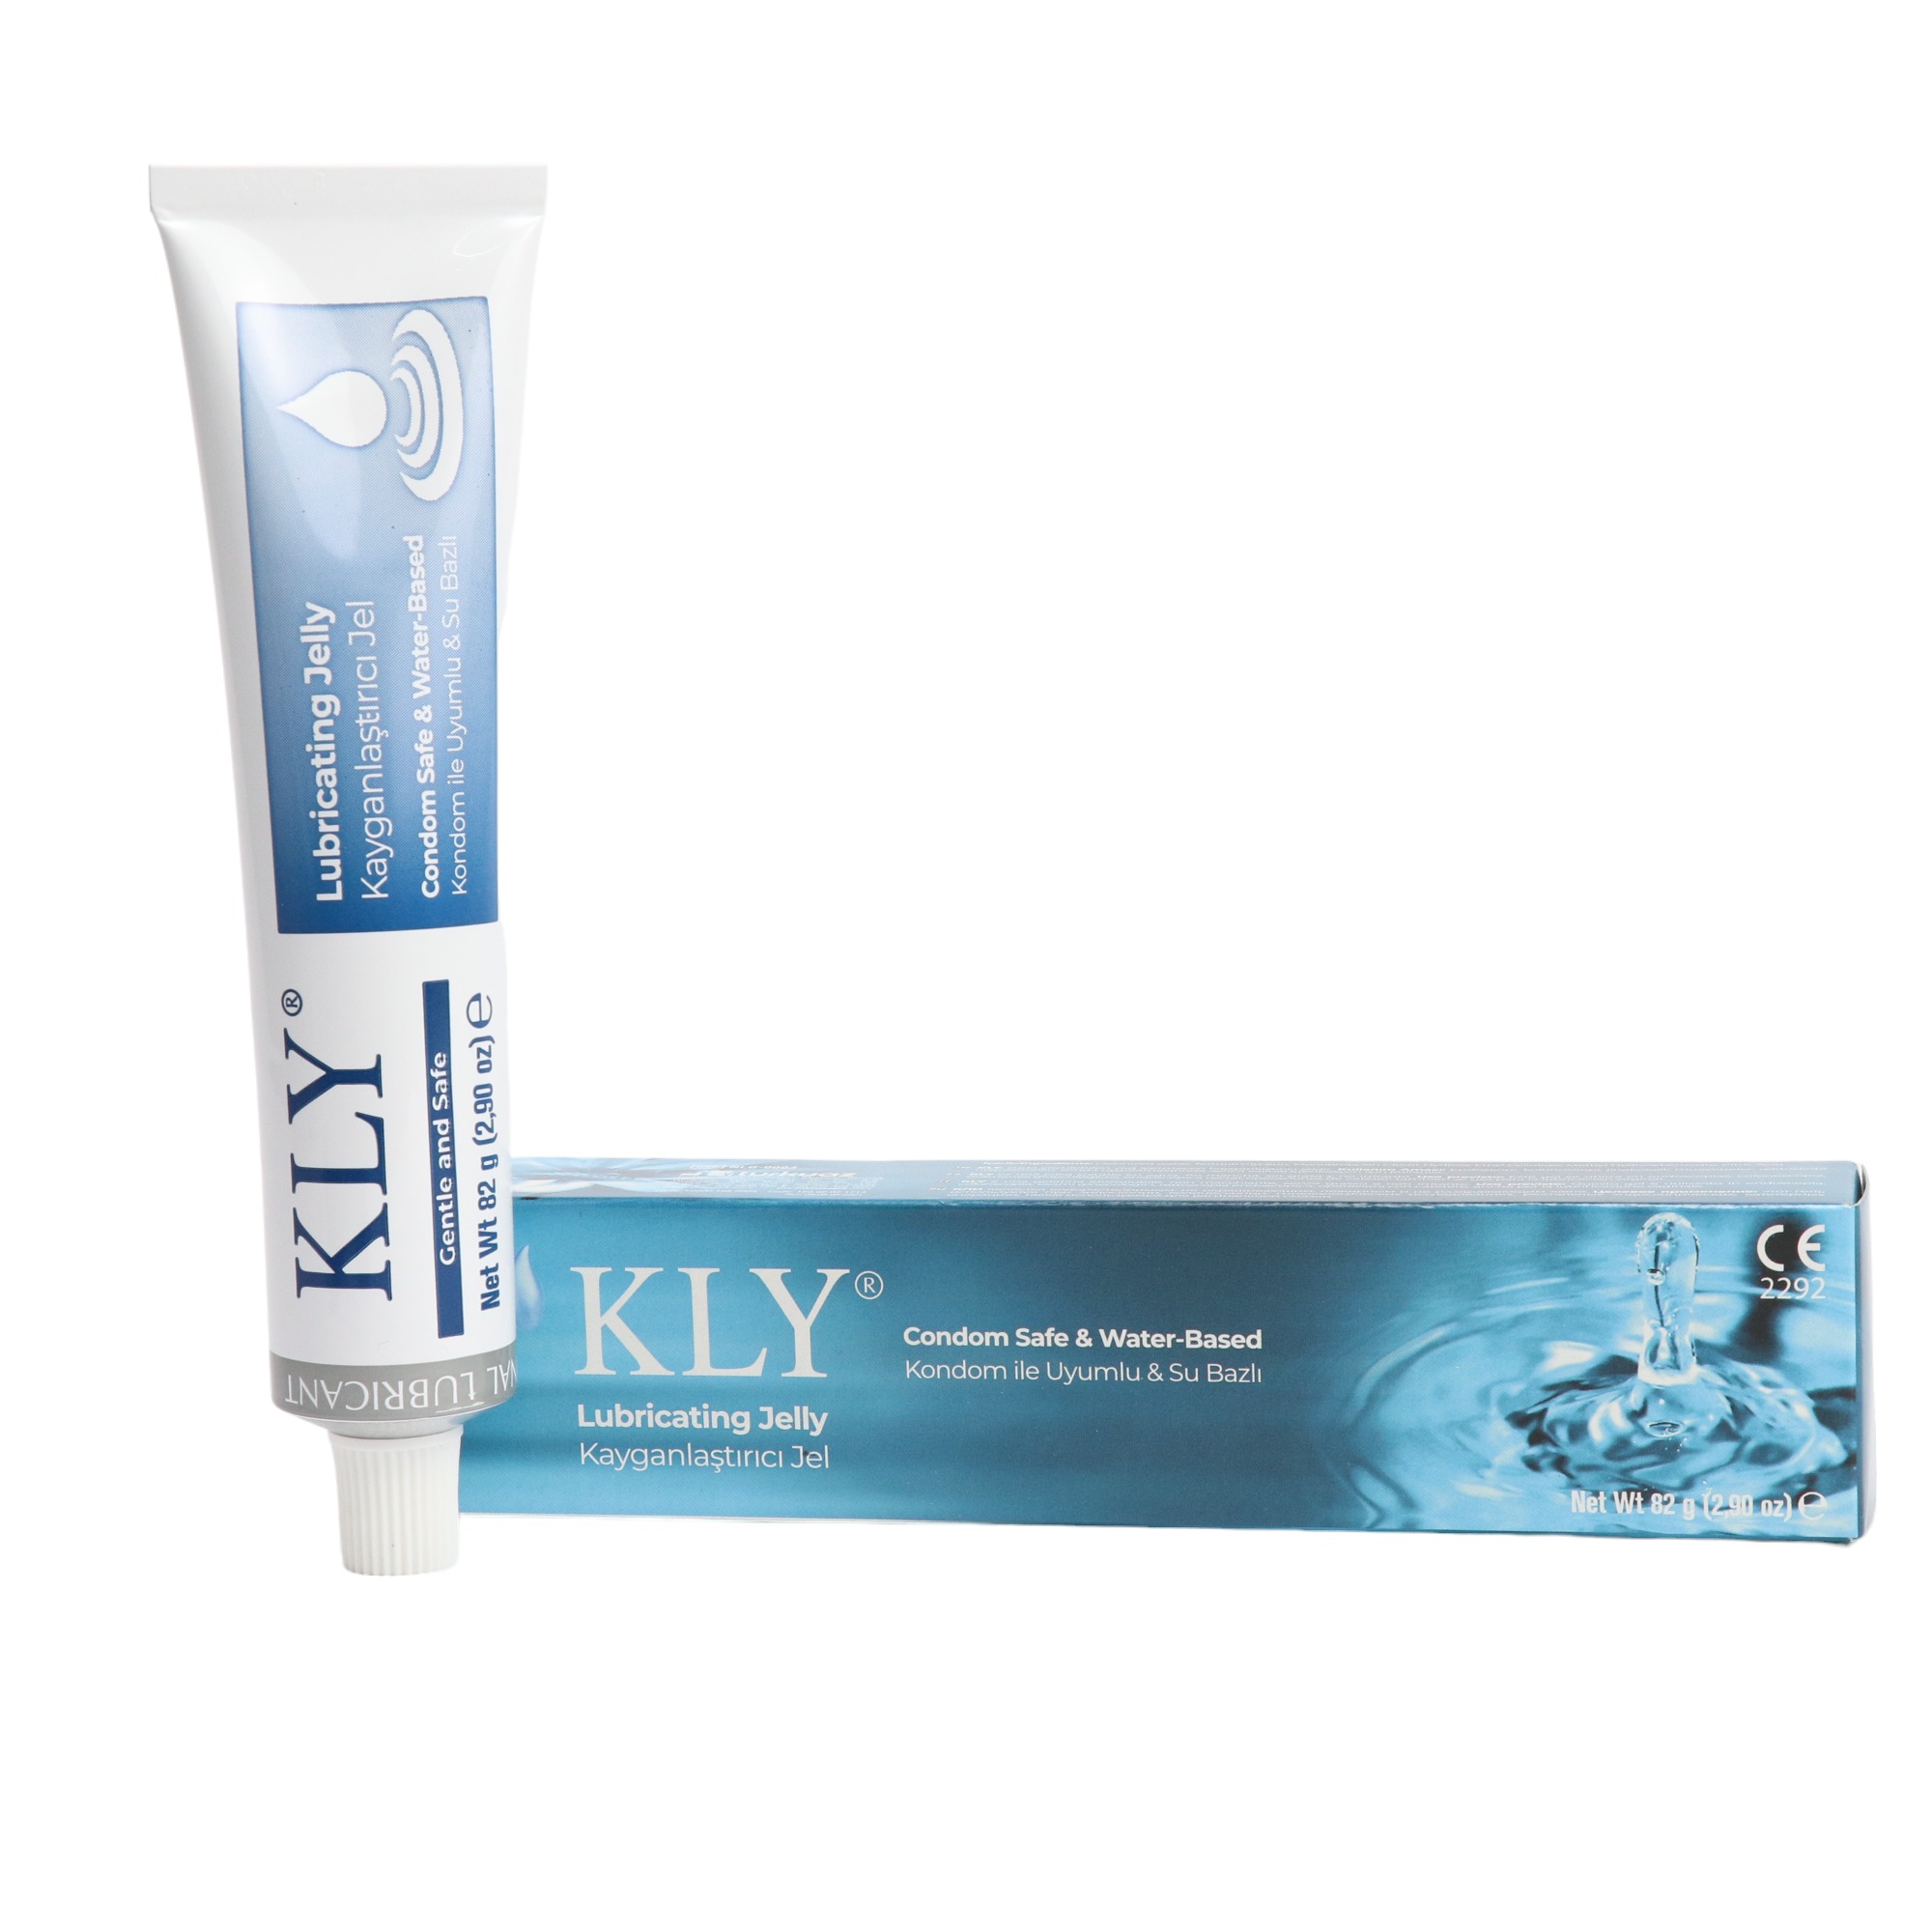 KLY®
Gentle and Safe
Net Wt 82 g (2,90 oz) ℮
Lubricating Jelly
Kayganlaştırıcı Jel
Condom Safe & Water-Based
Kondom ile Uyumlu & Su Bazlı
LUBRICANT
KLY®
Lubricating Jelly
Kayganlaştırıcı Jel
Condom Safe & Water-Based
Kondom ile Uyumlu & Su Bazlı
CE
2292
Net Wt 82 g (2,90 oz) ℮